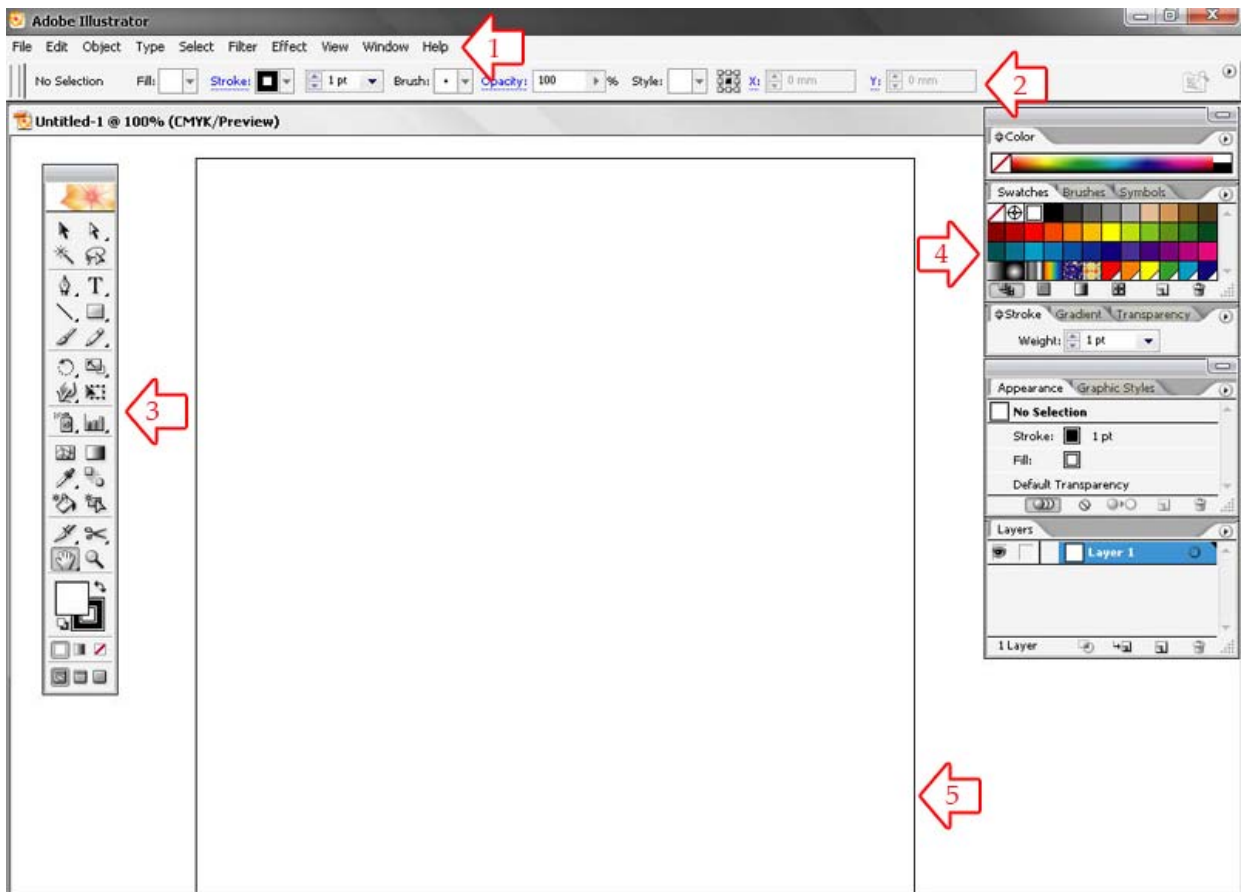 Adobe Illustrator
File Edit Object Type Select Filter Effect View Window Help
1
No Selection Fill: Stroke: 1 pt Brush: Opacity: 100 % Style: X: 0 mm Y: 0 mm
2
Untitled-1 @ 100% (CMYK/Preview)
Color
Swatches Brushes Symbols
4
Stroke Gradient Transparency
Weight: 1 pt
T
3
Appearance Graphic Styles
No Selection
Stroke: 1 pt
Fill:
Default Transparency
Layers
Layer 1
1 Layer
5